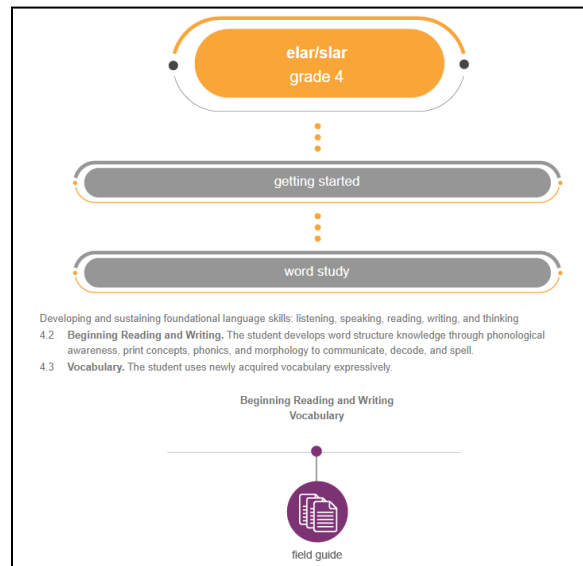 elar/slar
grade 4
getting started
word study
Developing and sustaining foundational language skills: listening, speaking, reading, writing, and thinking
4.2 Beginning Reading and Writing. The student develops word structure knowledge through phonological
awareness, print concepts, phonics, and morphology to communicate, decode, and spell.
4.3 Vocabulary. The student uses newly acquired vocabulary expressively.
Beginning Reading and Writing
Vocabulary
field guide